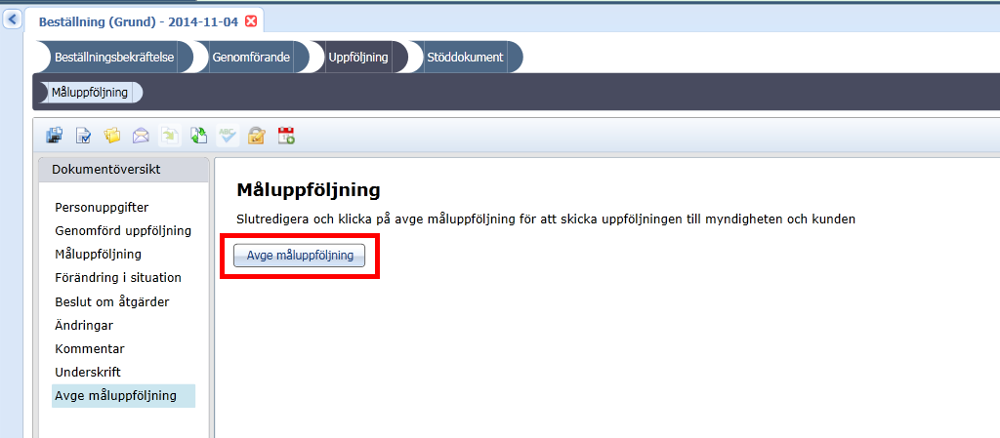 Beställning (Grund) - 2014-11-04
Beställningsbekräftelse Genomförande Uppföljning Stöddokument
Måluppföljning
ABC
Dokumentöversikt
Personuppgifter
Genomförd uppföljning
Måluppföljning
Förändring i situation
Beslut om åtgärder
Ändringar
Kommentar
Underskrift
Avge måluppföljning
Måluppföljning
Slutredigera och klicka på avge måluppföljning för att skicka uppföljningen till myndigheten och kunden
Avge måluppföljning